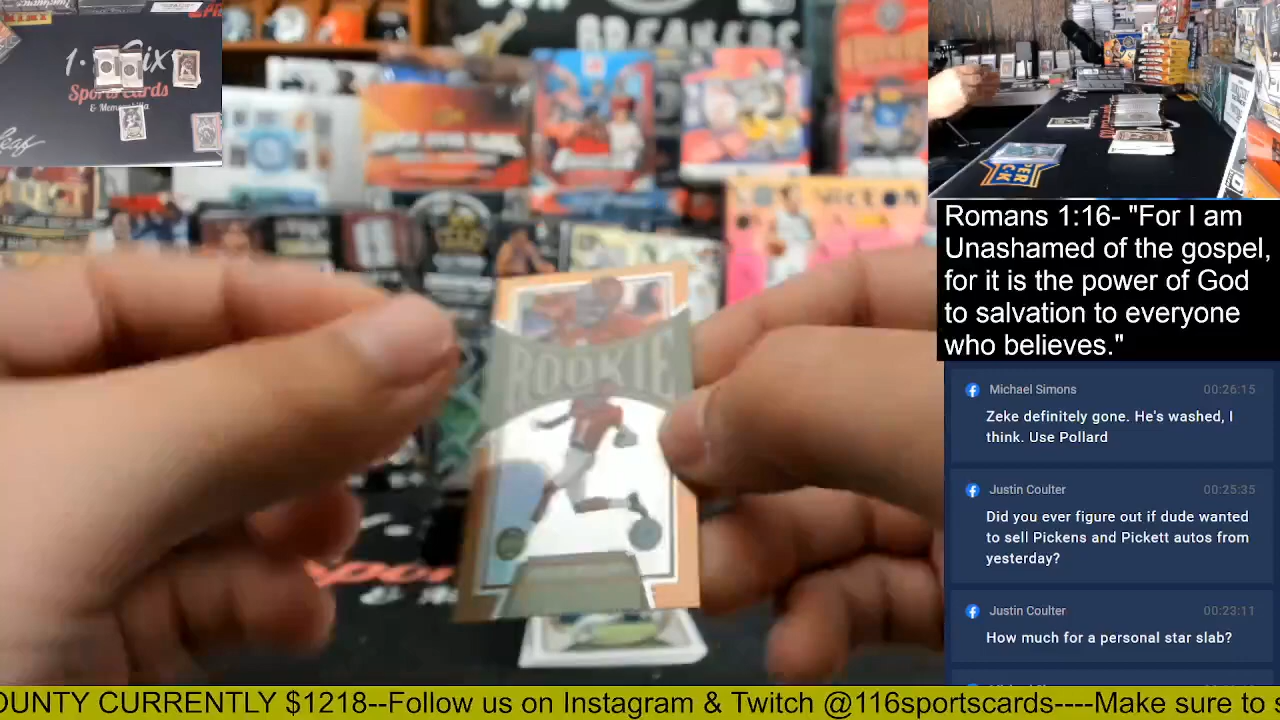 BREAKERS
1
Sports Cards
& Memorabilia
Leaf
VICTOR
ROOKIE
Romans 1:16- "For I am
Unashamed of the gospel,
for it is the power of God
to salvation to everyone
who believes."
Michael Simons 00:26:15
Zeke definitely gone. He's washed, I
think. Use Pollard
Justin Coulter 00:25:35
Did you ever figure out if dude wanted
to sell Pickens and Pickett autos from
yesterday?
Justin Coulter 00:23:11
How much for a personal star slab?
OUNTY CURRENTLY $1218--Follow us on Instagram & Twitch @116sportscards----Make sure to s